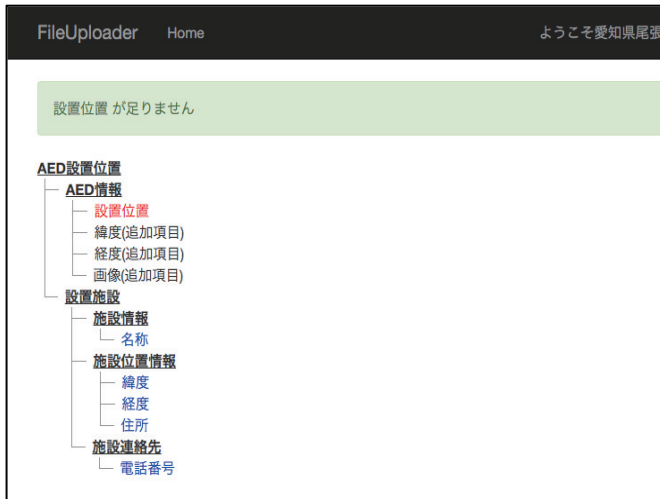 FileUploader Home ようこそ愛知県尾張
設置位置 が足りません
AED設置位置
AED情報
設置位置
緯度(追加項目)
経度(追加項目)
画像(追加項目)
設置施設
施設情報
名称
施設位置情報
緯度
経度
住所
施設連絡先
電話番号